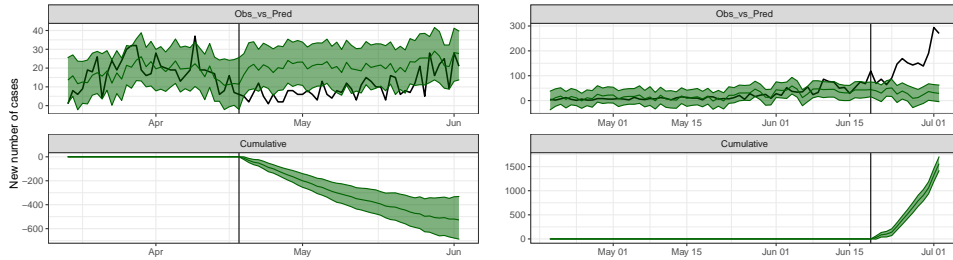 Obs_vs_Pred
40
30
20
10
0
Apr
May
Jun
Cumulative
0
−200
−400
−600
Apr
May
Jun
New number of cases
Obs_vs_Pred
300
200
100
0
May 01
May 15
Jun 01
Jun 15
Jul 01
Cumulative
1500
1000
500
0
May 01
May 15
Jun 01
Jun 15
Jul 01